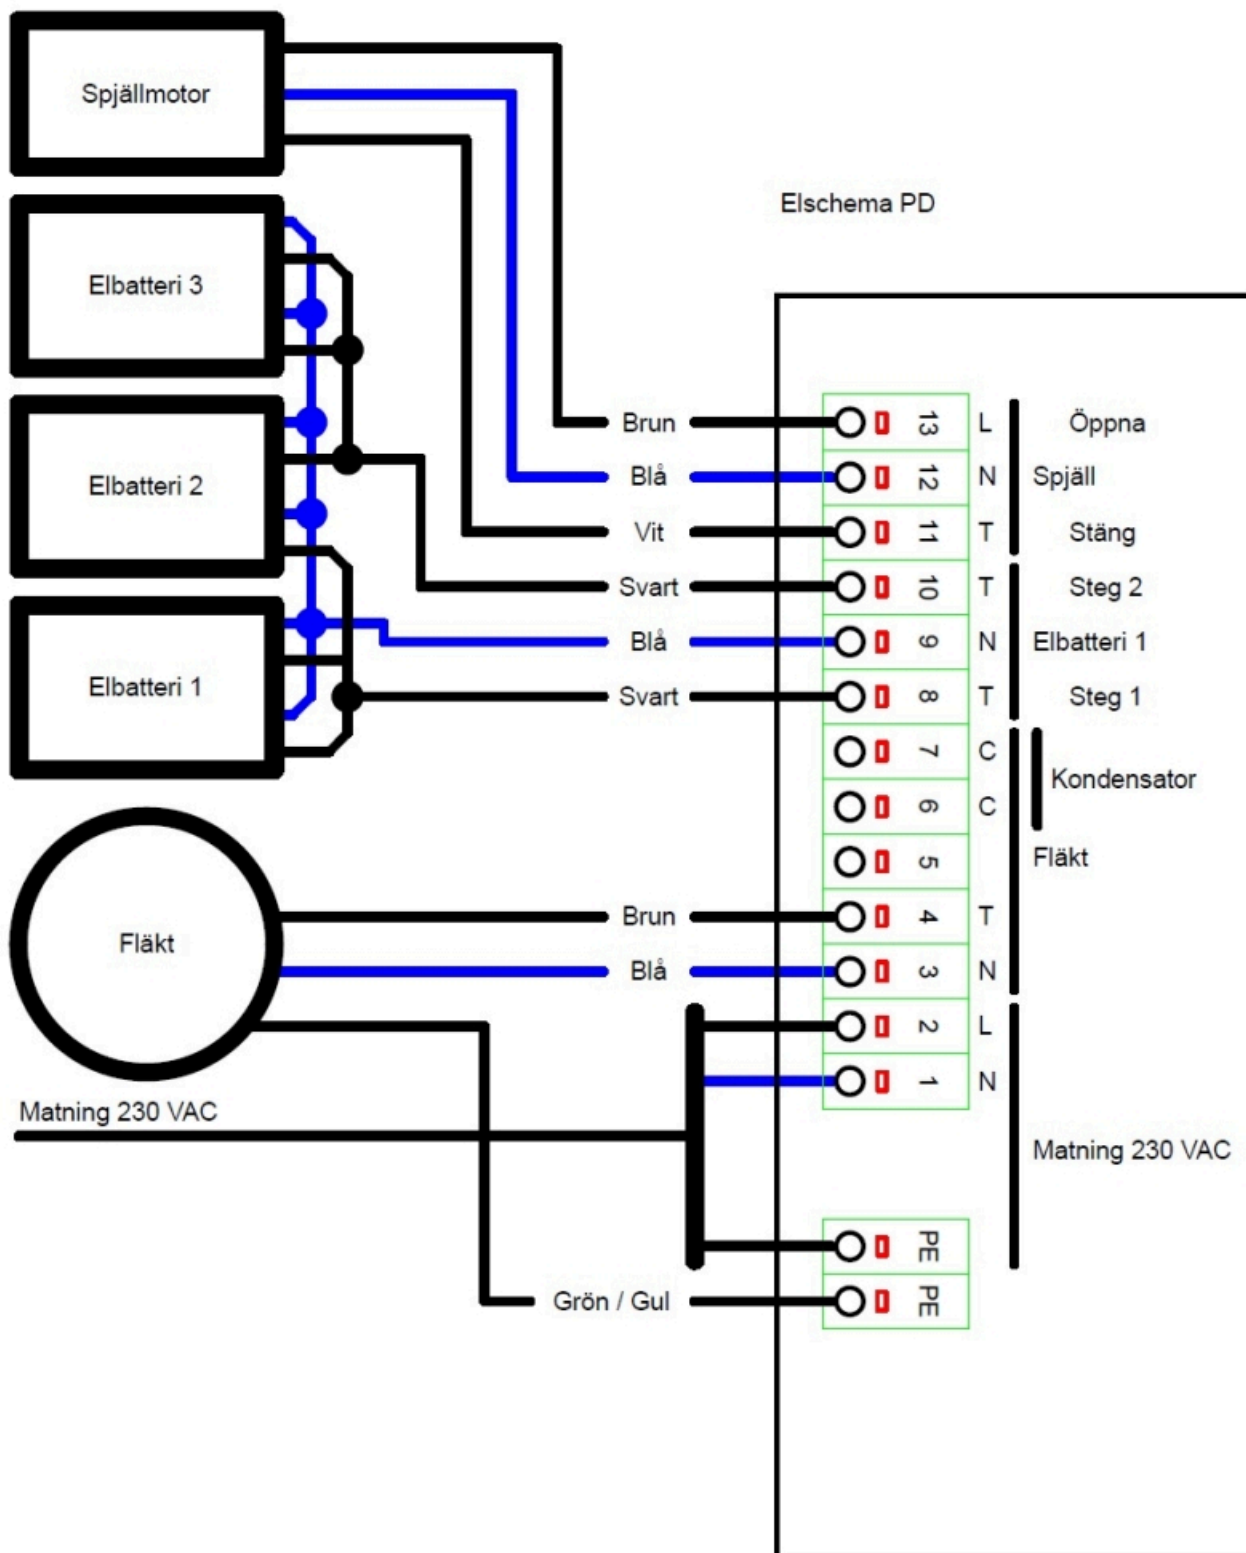 Spjällmotor
Elschema PD
Elbatteri 3
Brun 13 L Öppna
Blå 12 N Spjäll
Vit 11 T Stäng
Elbatteri 2
Svart 10 T Steg 2
Blå 9 N Elbatteri 1
Elbatteri 1
Svart 8 T Steg 1
7 C
Kondensator
6 C
5 Fläkt
Brun 4 T
Fläkt
Blå 3 N
2 L
1 N
Matning 230 VAC
Matning 230 VAC
PE
Grön / Gul PE